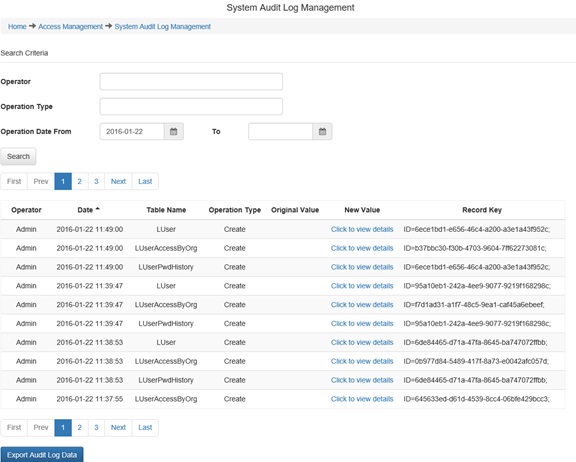 System Audit Log Management
Home ➔ Access Management ➔ System Audit Log Management
Search Criteria
Operator
Operation Type
Operation Date From 2016-01-22 To
Search
First Prev 1 2 3 Next Last
Operator Date Table Name Operation Type Original Value New Value Record Key
Admin 2016-01-22 11:49:00 LUser Create Click to view details ID=6ece1bd1-e656-46c4-a200-a3e1a43f952c;
Admin 2016-01-22 11:49:00 LUserAccessByOrg Create Click to view details ID=b37bbc30-f30b-4703-9604-7ff62273081c;
Admin 2016-01-22 11:49:00 LUserPwdHistory Create Click to view details ID=6ece1bd1-e656-46c4-a200-a3e1a43f952c;
Admin 2016-01-22 11:39:47 LUser Create Click to view details ID=95a10eb1-242a-4ee9-9077-9219f168298c;
Admin 2016-01-22 11:39:47 LUserAccessByOrg Create Click to view details ID=f7d1ad31-a1f7-48c5-9ea1-caf45a6ebeef;
Admin 2016-01-22 11:39:47 LUserPwdHistory Create Click to view details ID=95a10eb1-242a-4ee9-9077-9219f168298c;
Admin 2016-01-22 11:38:53 LUser Create Click to view details ID=6de84465-d71a-47fa-8645-ba747072ffbb;
Admin 2016-01-22 11:38:53 LUserAccessByOrg Create Click to view details ID=0b977d84-5489-417f-8a73-e0042afc057d;
Admin 2016-01-22 11:38:53 LUserPwdHistory Create Click to view details ID=6de84465-d71a-47fa-8645-ba747072ffbb;
Admin 2016-01-22 11:37:55 LUserAccessByOrg Create Click to view details ID=645633ed-d61d-4539-8cc4-06bfe429bcc3;
First Prev 1 2 3 Next Last
Export Audit Log Data